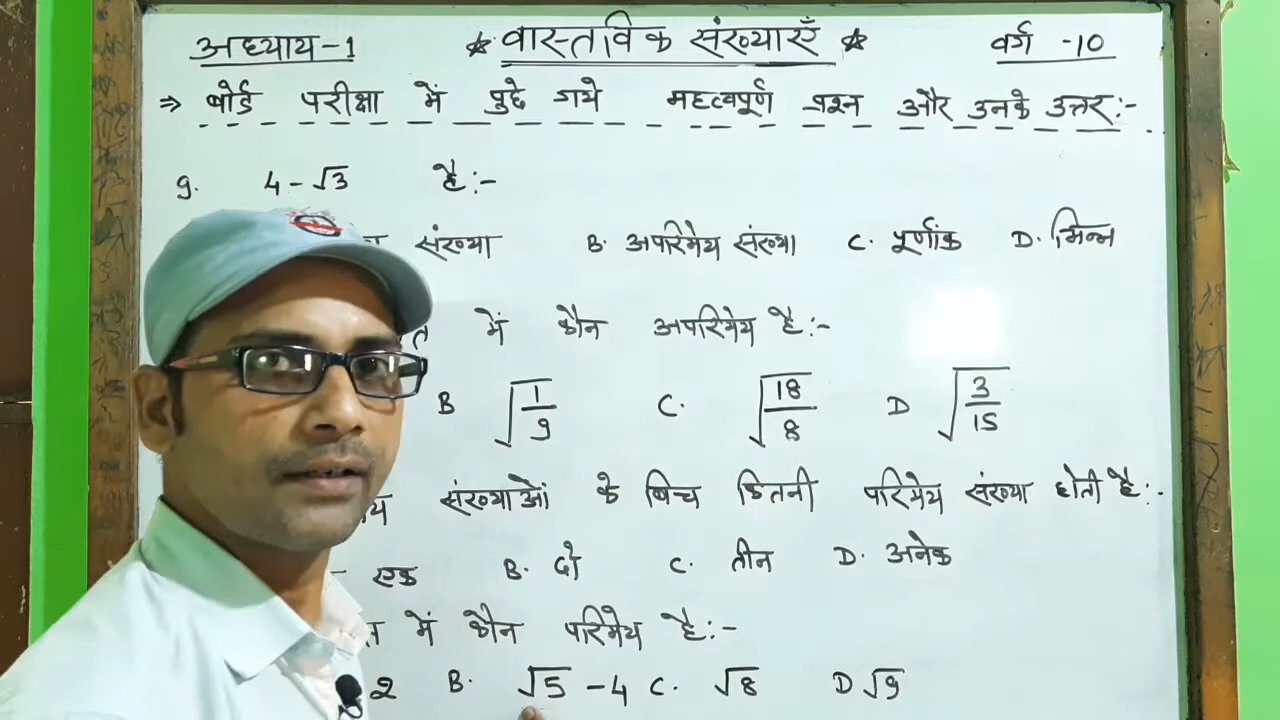 अध्याय-1 ☆ वास्तविक संख्याएँ ☆ वर्ग -10
⇒ बोर्ड परीक्षा में पुछे गये महत्वपूर्ण प्रश्न और उनके उत्तर:-
9. 4-√3 है:-
संख्या B. अपरिमेय संख्या C. पूर्णांक D. भिन्न
में कौन अपरिमेय है:-
B √(1/9) C. √(18/8) D √(3/15)
संख्याओं के बिच कितनी परिमेय संख्या होती है:-
एक B. दो C. तीन D. अनेक
में कौन परिमेय है:-
2 B. √5 -4 C. √8 D √9